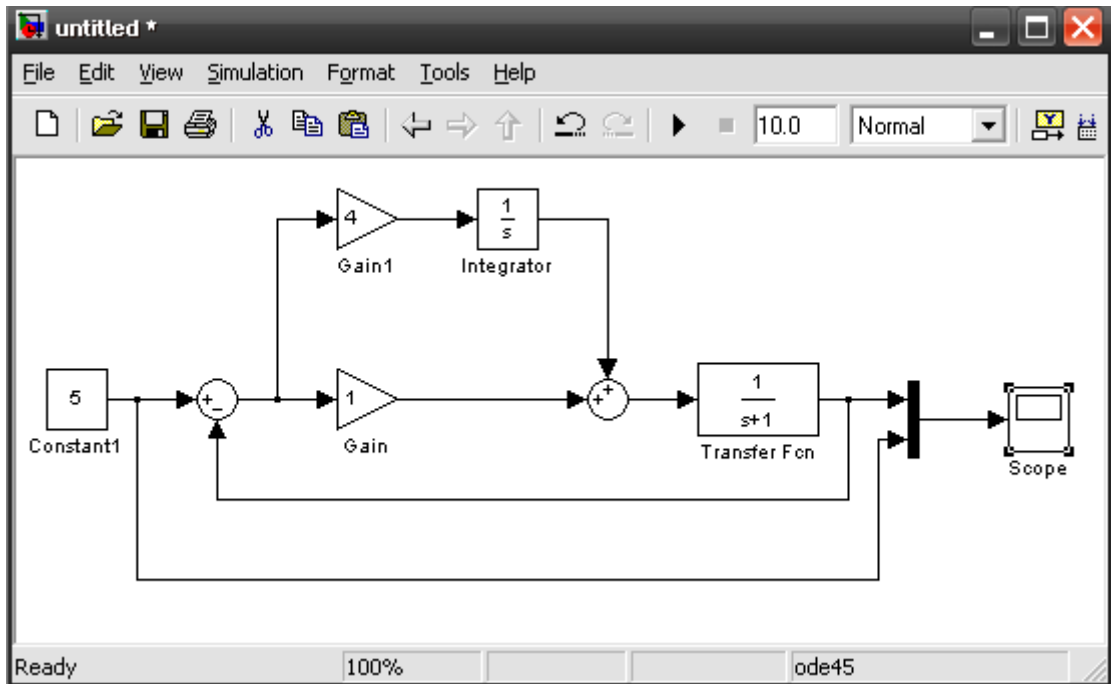 untitled *
File Edit View Simulation Format Tools Help
10.0 Normal
4
1
s
Gain1 Integrator
5
Constant1
+
-
1
Gain
+
+
1
s+1
Transfer Fcn
Scope
Ready 100% ode45